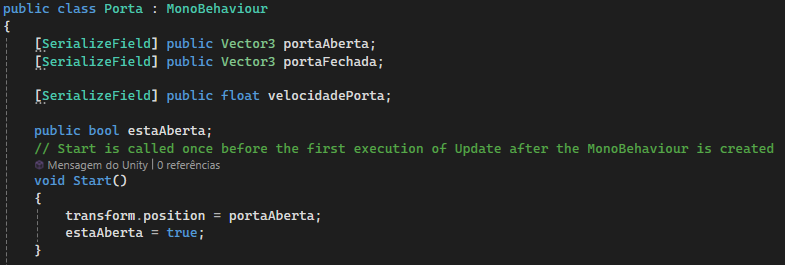 public class Porta : MonoBehaviour
{
[SerializeField] public Vector3 portaAberta;
[SerializeField] public Vector3 portaFechada;
[SerializeField] public float velocidadePorta;
public bool estaAberta;
// Start is called once before the first execution of Update after the MonoBehaviour is created
Mensagem do Unity | 0 referências
void Start()
{
transform.position = portaAberta;
estaAberta = true;
}